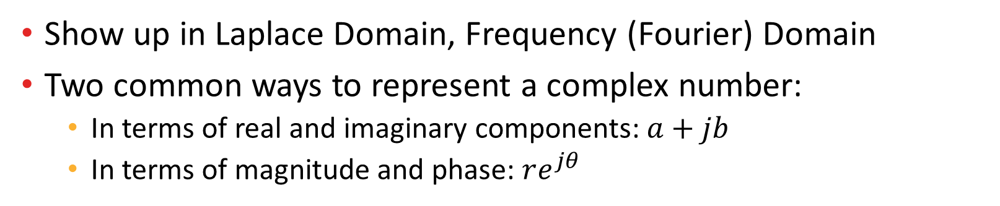 • Show up in Laplace Domain, Frequency (Fourier) Domain
• Two common ways to represent a complex number:
• In terms of real and imaginary components: a + jb
• In terms of magnitude and phase: re^{jθ}